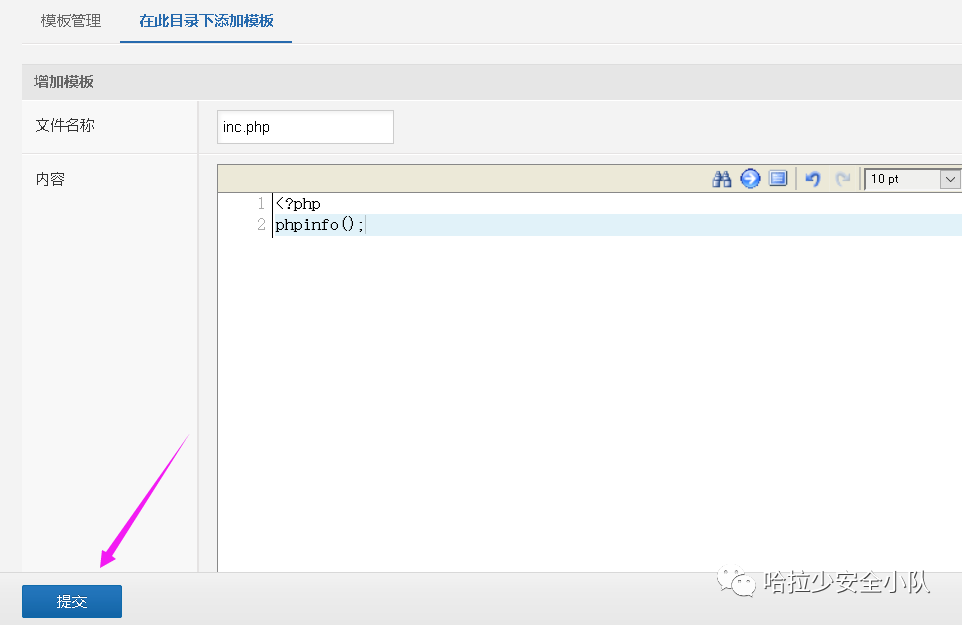 模板管理 在此目录下添加模板
增加模板
文件名称 inc.php
内容
10 pt
1 <?php
2 phpinfo();
提交
哈拉少安全小队